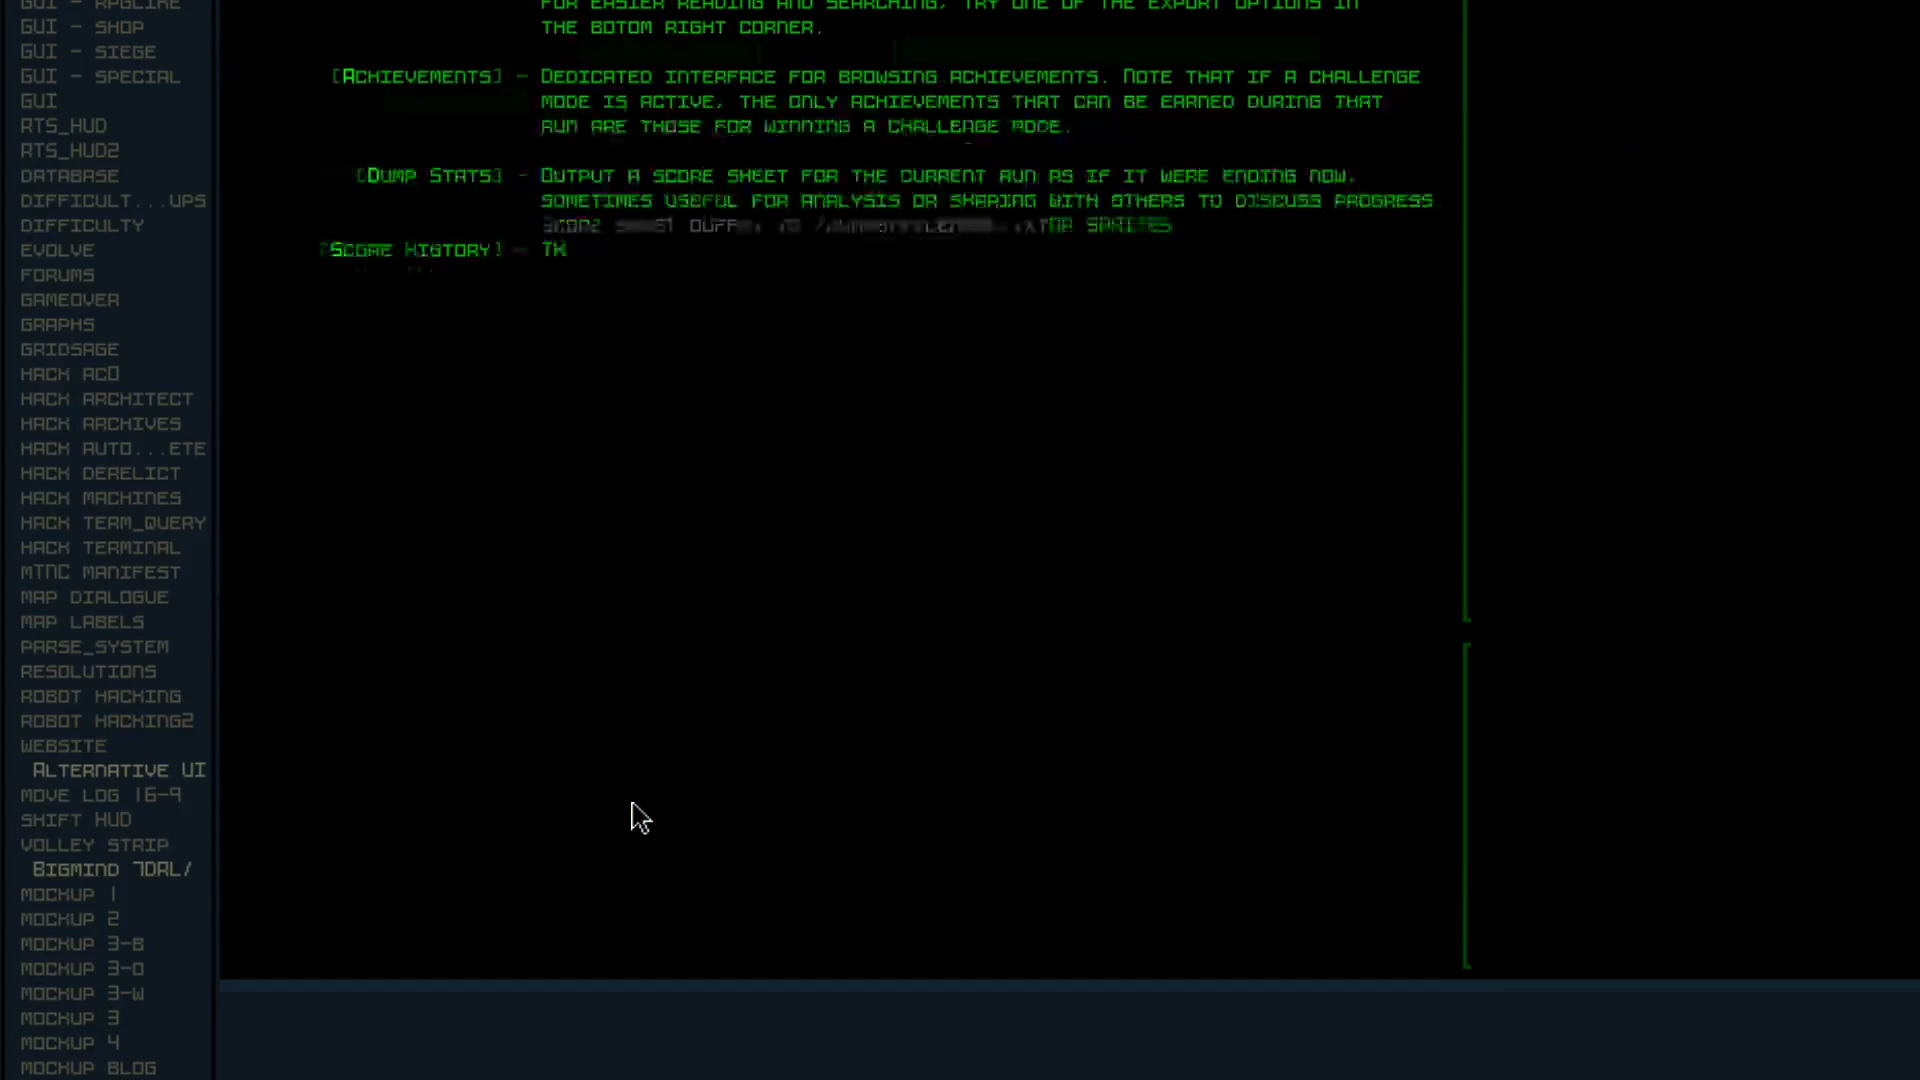 GUI - RPGLIKE
GUI - SHOP
GUI - SIEGE
GUI - SPECIAL
GUI
RTS_HUD
RTS_HUD2
DATABASE
DIFFICULT...UPS
DIFFICULTY
EVOLVE
FORUMS
GAMEOVER
GRAPHS
GRIDSAGE
HACK AC0
HACK ARCHITECT
HACK ARCHIVES
HACK AUTO...ETE
HACK DERELICT
HACK MACHINES
HACK TERM_QUERY
HACK TERMINAL
MTNC MANIFEST
MAP DIALOGUE
MAP LABELS
PARSE_SYSTEM
RESOLUTIONS
ROBOT HACKING
ROBOT HACKING2
WEBSITE
ALTERNATIVE UI
MOVE LOG 16-9
SHIFT HUD
VOLLEY STRIP
BIGMIND 7DRL/
MOCKUP 1
MOCKUP 2
MOCKUP 3-B
MOCKUP 3-O
MOCKUP 3-W
MOCKUP 3
MOCKUP 4
MOCKUP BLOG
FOR EASIER READING AND SEARCHING, TRY ONE OF THE EXPORT OPTIONS IN
THE BOTOM RIGHT CORNER.
[ACHIEVEMENTS] - DEDICATED INTERFACE FOR BROWSING ACHIEVEMENTS. NOTE THAT IF A CHALLENGE
MODE IS ACTIVE, THE ONLY ACHIEVEMENTS THAT CAN BE EARNED DURING THAT
RUN ARE THOSE FOR WINNING A CHALLENGE MODE.
[DUMP STATS] - OUTPUT A SCORE SHEET FOR THE CURRENT RUN AS IF IT WERE ENDING NOW.
SOMETIMES USEFUL FOR ANALYSIS OR SHARING WITH OTHERS TO DISCUSS PROGRESS
[SCORE HISTORY] - TH